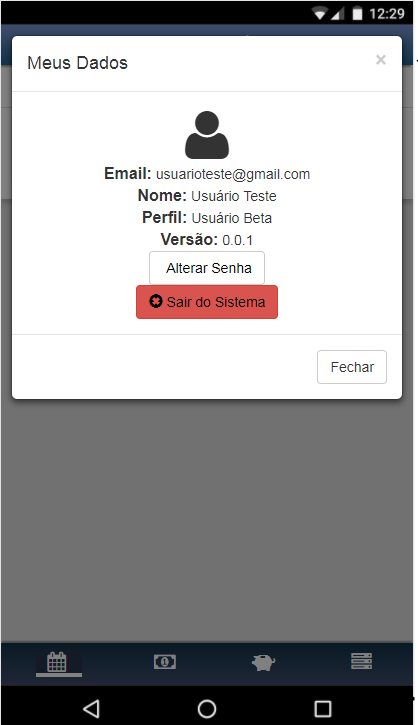 12:29
Meus Dados ×
Email: usuarioteste@gmail.com
Nome: Usuário Teste
Perfil: Usuário Beta
Versão: 0.0.1
Alterar Senha
Sair do Sistema
Fechar